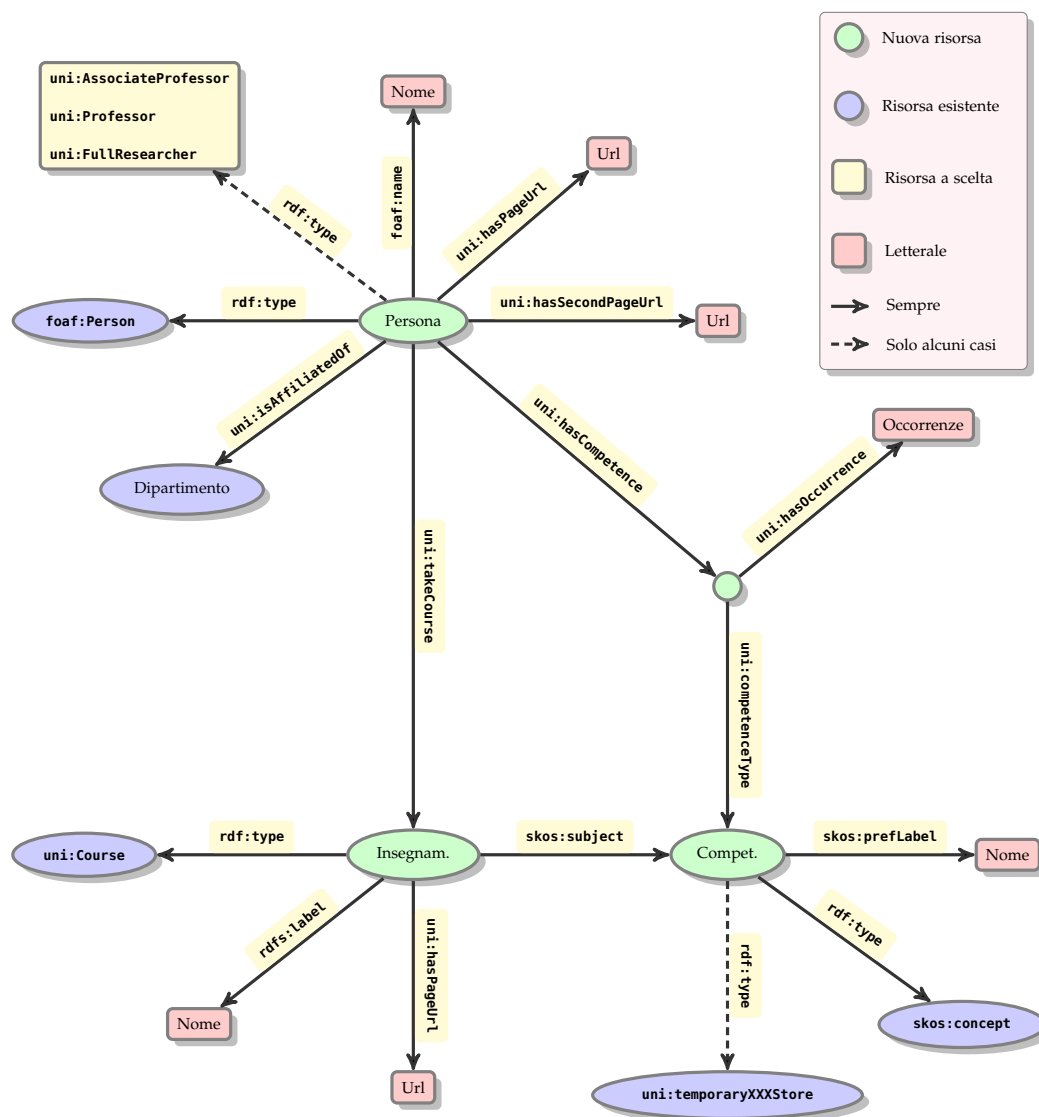 uni:AssociateProfessor
uni:Professor
uni:FullResearcher
Nome
Url
Nuova risorsa
Risorsa esistente
Risorsa a scelta
Letterale
Sempre
Solo alcuni casi
rdf:type
foaf:name
uni:hasPageUrl
foaf:Person
rdf:type
Persona
uni:hasSecondPageUrl
Url
uni:isAffiliatedOf
Dipartimento
uni:hasCompetence
Occorrenze
uni:hasOccurrence
uni:takeCourse
uni:competenceType
uni:Course
rdf:type
Insegnam.
skos:subject
Compet.
skos:prefLabel
Nome
rdfs:label
uni:hasPageUrl
rdf:type
rdf:type
Nome
Url
skos:concept
uni:temporaryXXXStore